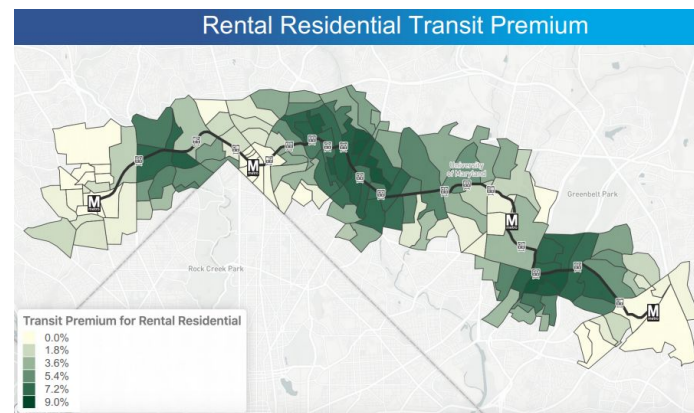 Rental Residential Transit Premium
University
of Maryland
Greenbelt Park
Rock Creek Park
M
M
M
M
Transit Premium for Rental Residential
0.0%
1.8%
3.6%
5.4%
7.2%
9.0%